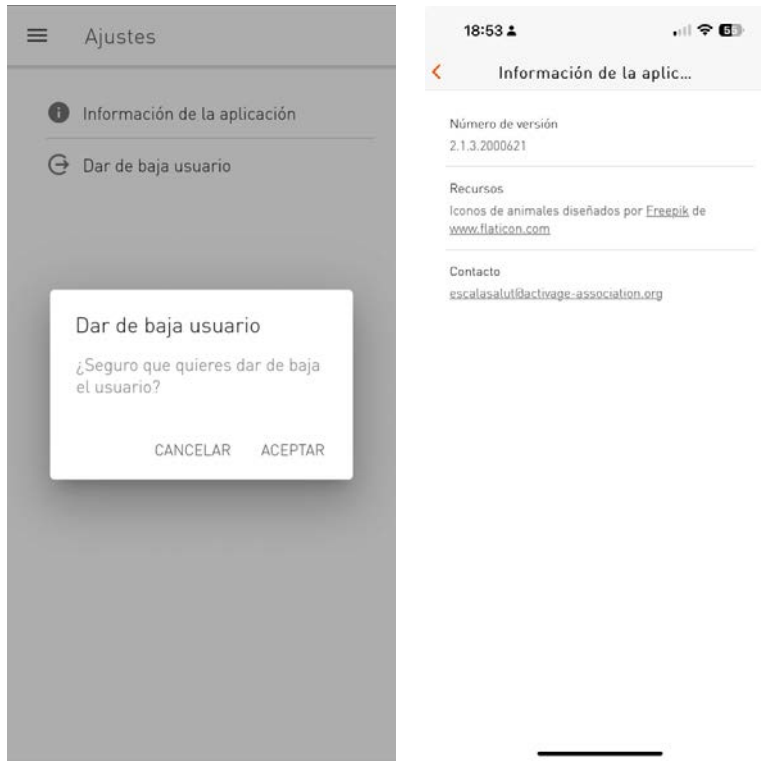 Ajustes
Información de la aplicación
Dar de baja usuario
Dar de baja usuario
¿Seguro que quieres dar de baja
el usuario?
CANCELAR ACEPTAR
18:53
55
Información de la aplic...
Número de versión
2.1.3.2000621
Recursos
Iconos de animales diseñados por Freepik de
www.flaticon.com
Contacto
escalasalut@activage-association.org